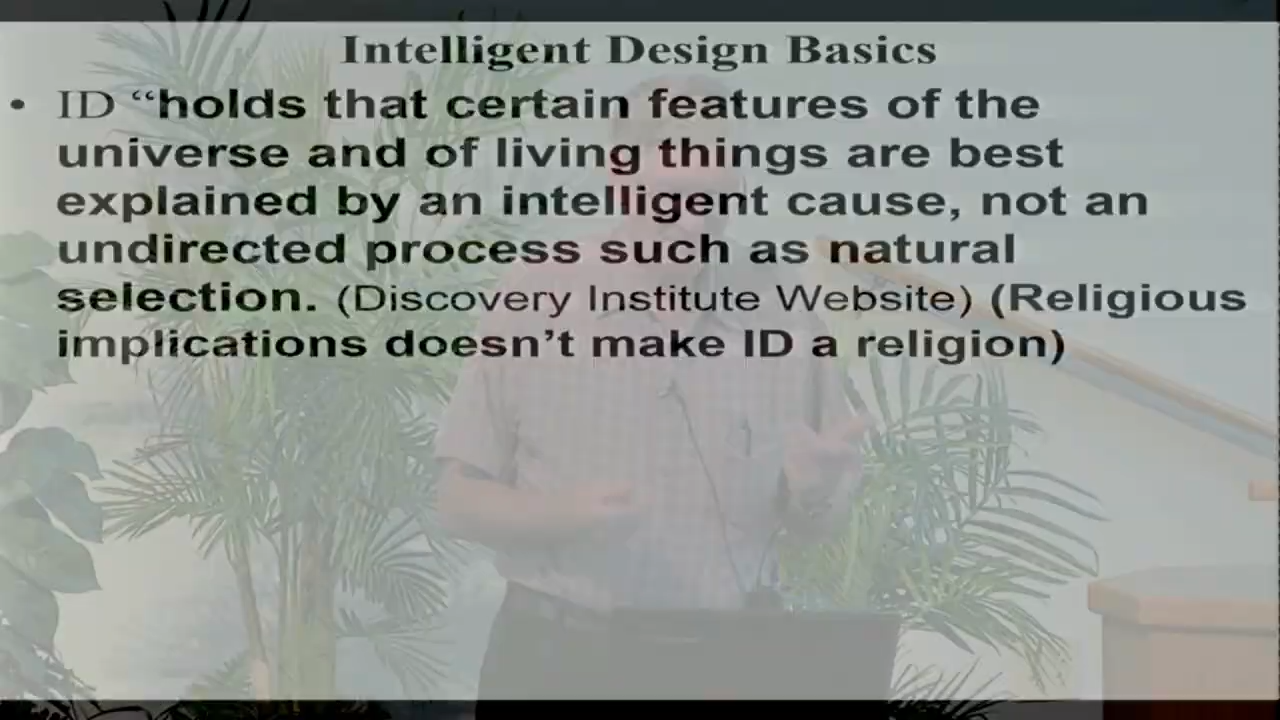 Intelligent Design Basics
• ID “holds that certain features of the
universe and of living things are best
explained by an intelligent cause, not an
undirected process such as natural
selection. (Discovery Institute Website) (Religious
implications doesn’t make ID a religion)